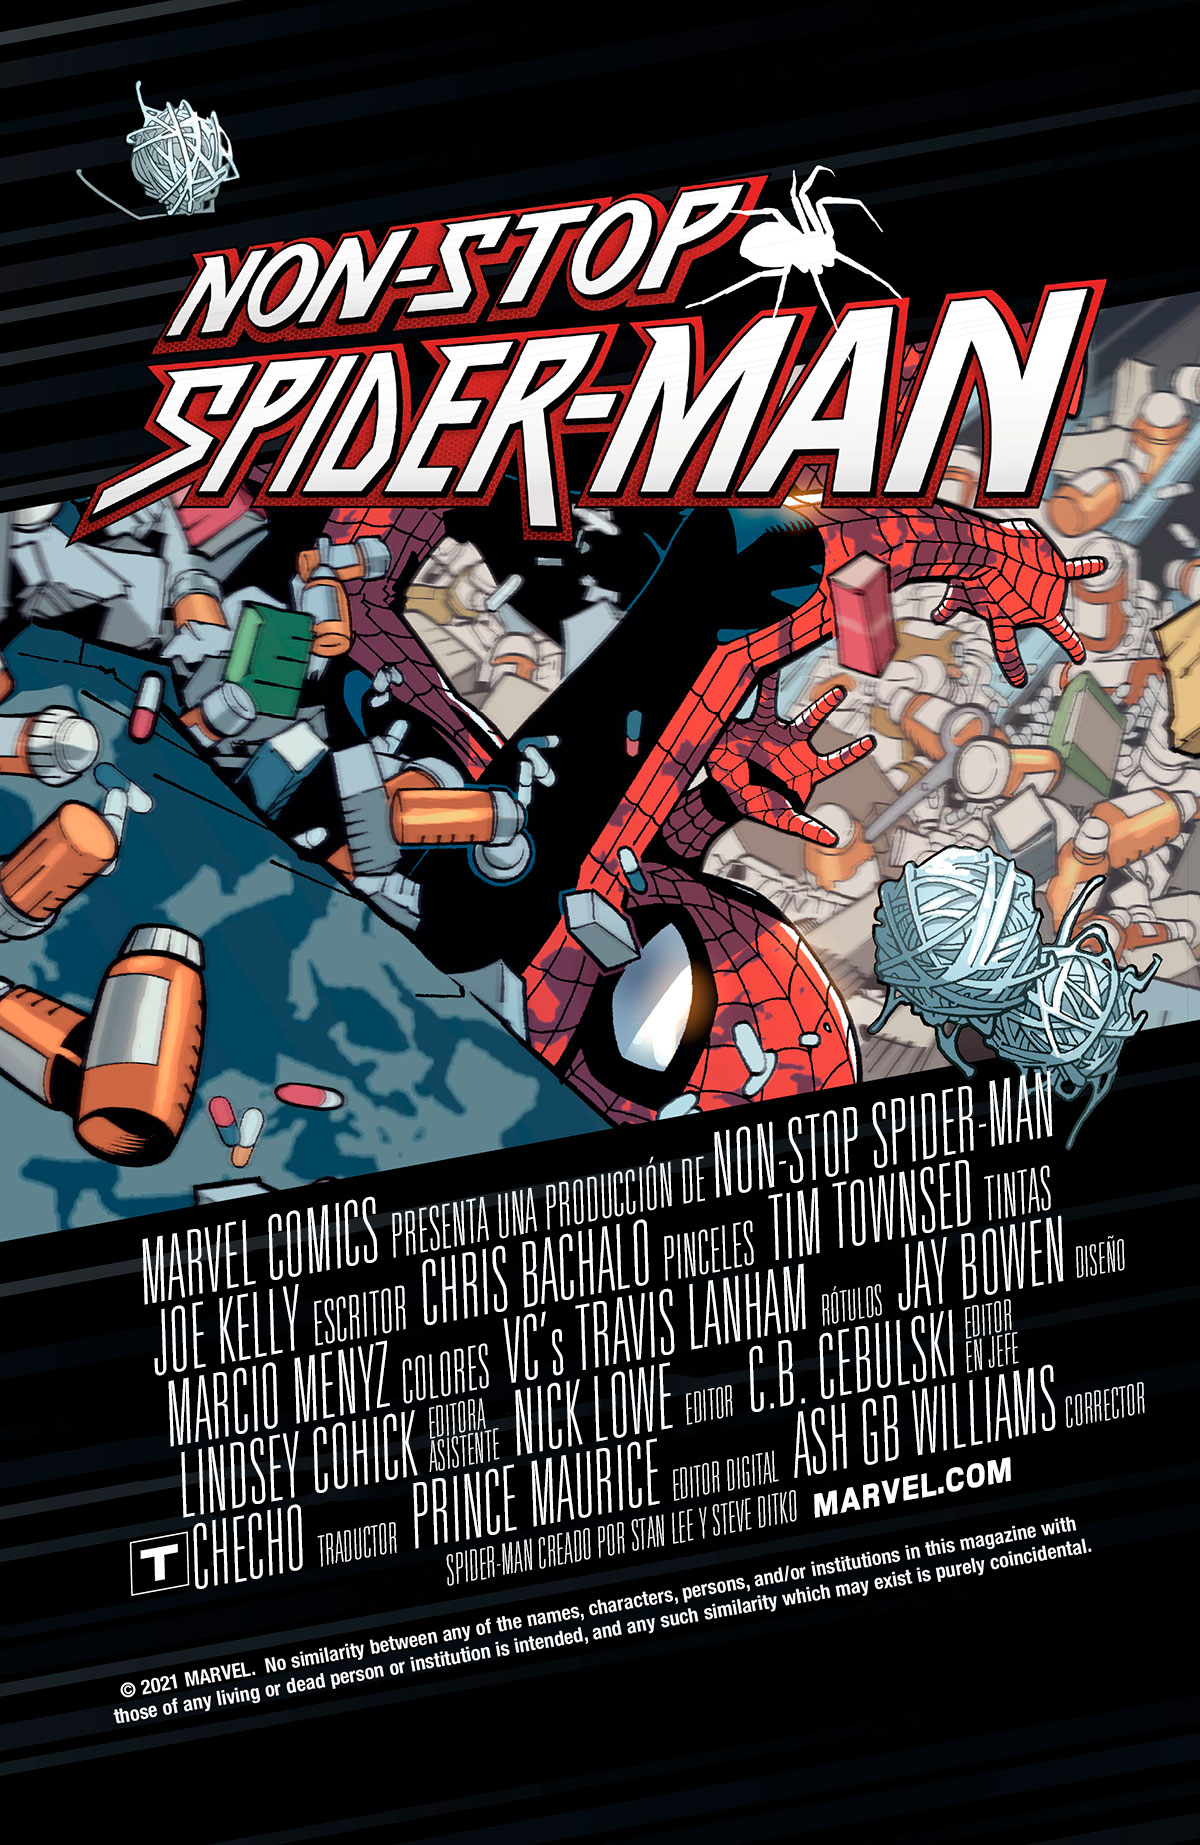 NON-STOP
SPIDER-MAN
MARVEL COMICS PRESENTA UNA PRODUCCIÓN DE NON-STOP SPIDER-MAN
JOE KELLY ESCRITOR CHRIS BACHALO PINCELES TIM TOWNSED TINTAS
MARCIO MENYZ COLORES VC's TRAVIS LANHAM RÓTULOS JAY BOWEN DISEÑO
LINDSEY COHICK EDITORA ASISTENTE NICK LOWE EDITOR C.B. CEBULSKI EDITOR EN JEFE
T CHECHO TRADUCTOR PRINCE MAURICE EDITOR DIGITAL ASH GB WILLIAMS CORRECTOR
SPIDER-MAN CREADO POR STAN LEE Y STEVE DITKO MARVEL.COM
© 2021 MARVEL. No similarity between any of the names, characters, persons, and/or institutions in this magazine with
those of any living or dead person or institution is intended, and any such similarity which may exist is purely coincidental.